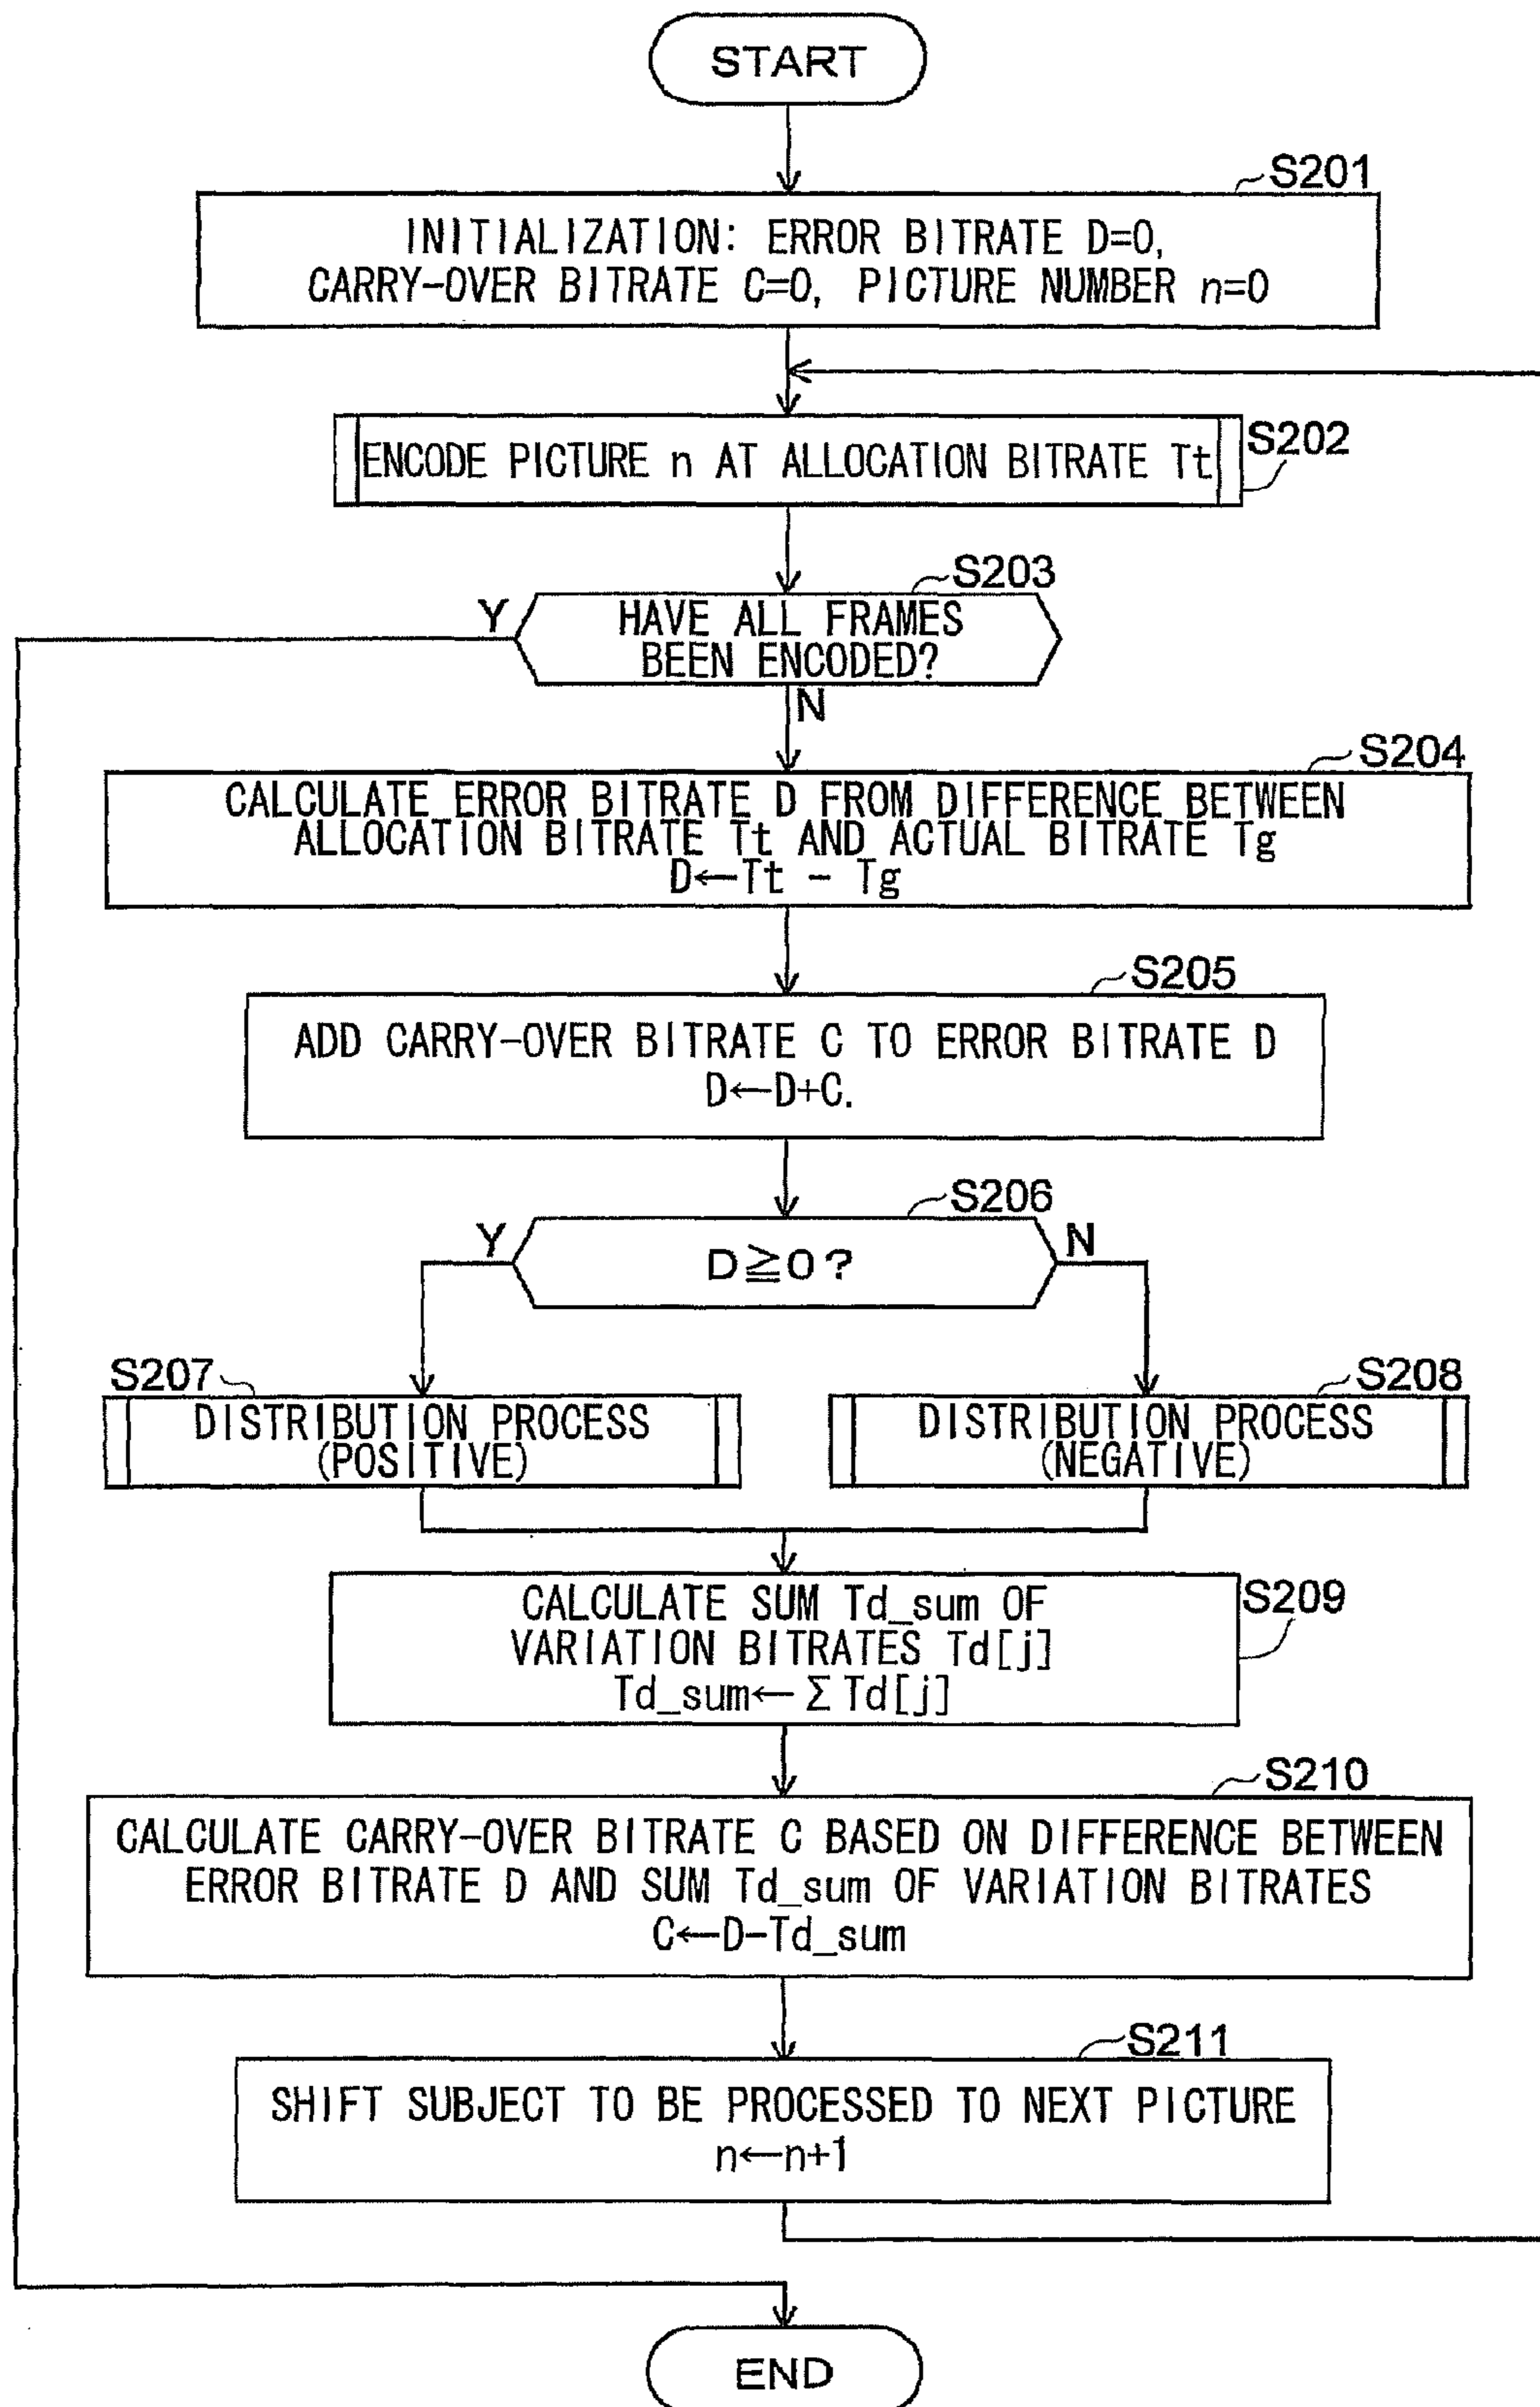 START
S201
INITIALIZATION: ERROR BITRATE D=0,
CARRY-OVER BITRATE C=0, PICTURE NUMBER n=0
ENCODE PICTURE n AT ALLOCATION BITRATE Tt
S202
S203
Y
HAVE ALL FRAMES
BEEN ENCODED?
N
S204
CALCULATE ERROR BITRATE D FROM DIFFERENCE BETWEEN
ALLOCATION BITRATE Tt AND ACTUAL BITRATE Tg
D←Tt - Tg
S205
ADD CARRY-OVER BITRATE C TO ERROR BITRATE D
D←D+C.
S206
Y
D≧0?
N
S207
DISTRIBUTION PROCESS
(POSITIVE)
S208
DISTRIBUTION PROCESS
(NEGATIVE)
S209
CALCULATE SUM Td_sum OF
VARIATION BITRATES Td[j]
Td_sum←ΣTd[j]
S210
CALCULATE CARRY-OVER BITRATE C BASED ON DIFFERENCE BETWEEN
ERROR BITRATE D AND SUM Td_sum OF VARIATION BITRATES
C←D-Td_sum
S211
SHIFT SUBJECT TO BE PROCESSED TO NEXT PICTURE
n←n+1
END